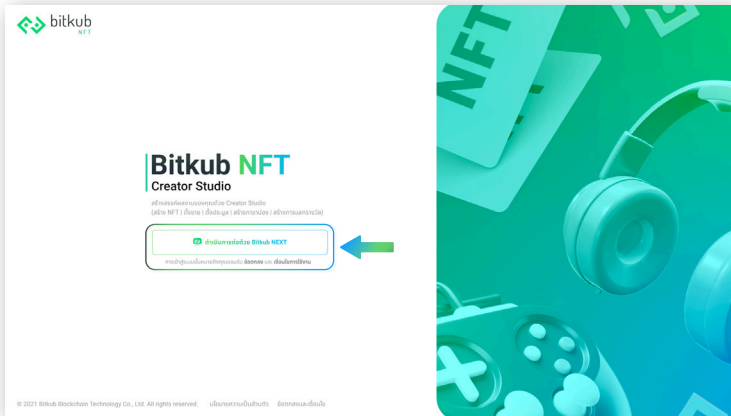 bitkub
NFT
NFT
Bitkub NFT
Creator Studio
สร้างสรรค์ผลงานของคุณด้วย Creator Studio
(สร้าง NFT | ตั้งขาย | ตั้งประมูล | สร้างกาชาปอง | สร้างการแลกรางวัล)
ดำเนินการต่อด้วย Bitkub NEXT
การเข้าสู่ระบบนั้นหมายถึงคุณยอมรับ ข้อตกลง และ เงื่อนไขการใช้งาน
© 2021 Bitkub Blockchain Technology Co., Ltd. All rights reserved. นโยบายความเป็นส่วนตัว ข้อตกลงและเงื่อนไข